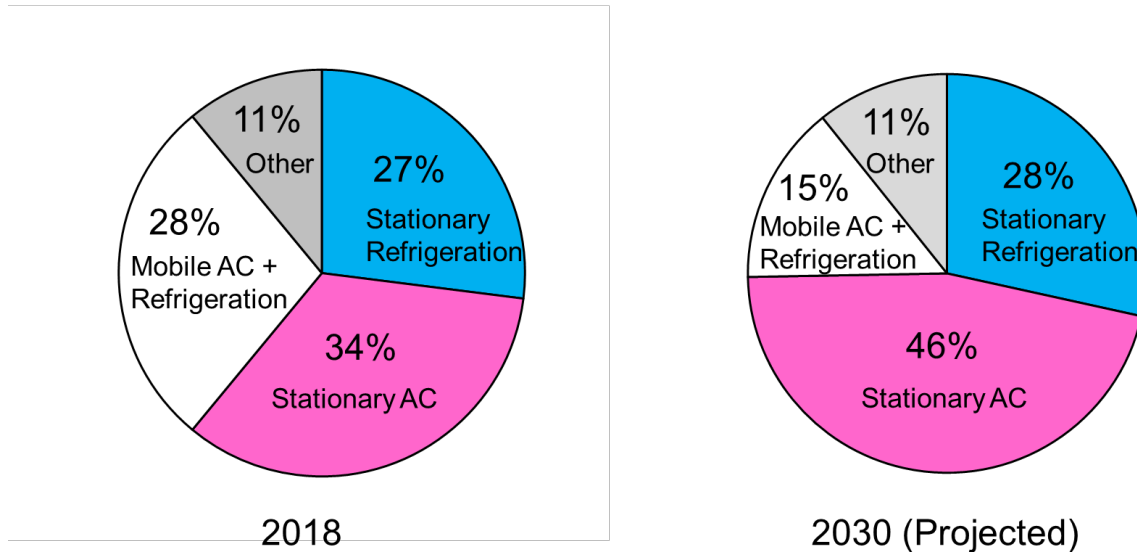 11%
Other
27%
Stationary
Refrigeration
28%
Mobile AC +
Refrigeration
34%
Stationary AC
2018
11%
Other
28%
Stationary
Refrigeration
15%
Mobile AC +
Refrigeration
46%
Stationary AC
2030 (Projected)